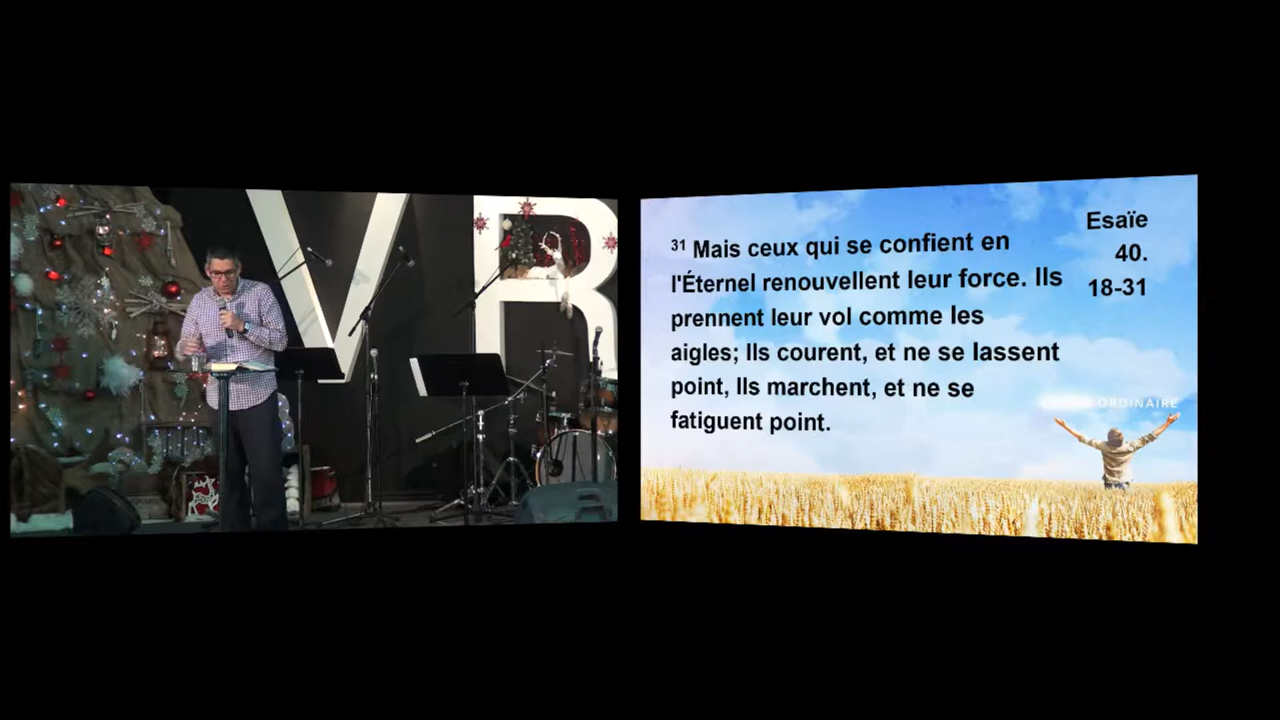 VR
31 Mais ceux qui se confient en
l'Éternel renouvellent leur force. Ils
prennent leur vol comme les
aigles; Ils courent, et ne se lassent
point, Ils marchent, et ne se
fatiguent point.
Esaïe
40.
18-31
ORDINAIRE